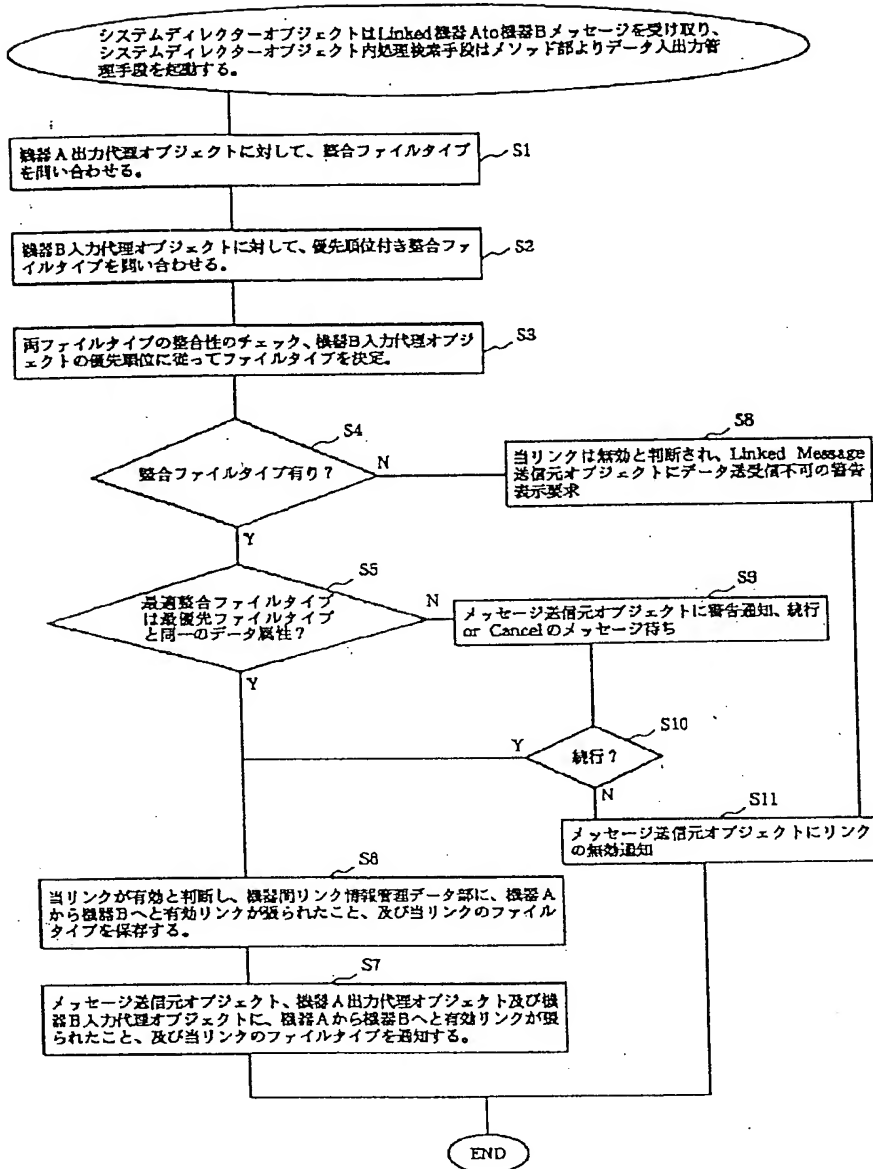 システムディレクターオブジェクトはLinked機器Ato機器Bメッセージを受け取り、
システムディレクターオブジェクト内処理検索手段はメソッド部よりデータ入出力管
理手段を起動する。
機器A出力代理オブジェクトに対して、整合ファイルタイプ
を問い合わせる。
S1
機器B入力代理オブジェクトに対して、優先順位付き整合フ
ァイルタイプを問い合わせる。
S2
両ファイルタイプの整合性のチェック、機器B入力代理オブジ
ェクトの優先順位に従ってファイルタイプを決定。
S3
S4
整合ファイルタイプ有り?
N
Y
S8
当リンクは無効と判断され、Linked Message
送信元オブジェクトにデータ送受信不可の警告
表示要求
S5
最適整合ファイルタイプ
は最優先ファイルタイプ
と同一のデータ属性?
N
Y
S9
メッセージ送信元オブジェクトに警告通知、続行
or Cancelのメッセージ待ち
S10
続行?
Y
N
S11
メッセージ送信元オブジェクトにリンク
の無効通知
S6
当リンクが有効と判断し、機器間リンク情報管理データ部に、機器A
から機器Bへと有効リンクが張られたこと、及び当リンクのファイル
タイプを保存する。
S7
メッセージ送信元オブジェクト、機器A出力代理オブジェクト及び機
器B入力代理オブジェクトに、機器Aから機器Bへと有効リンクが張
られたこと、及び当リンクのファイルタイプを通知する。
END